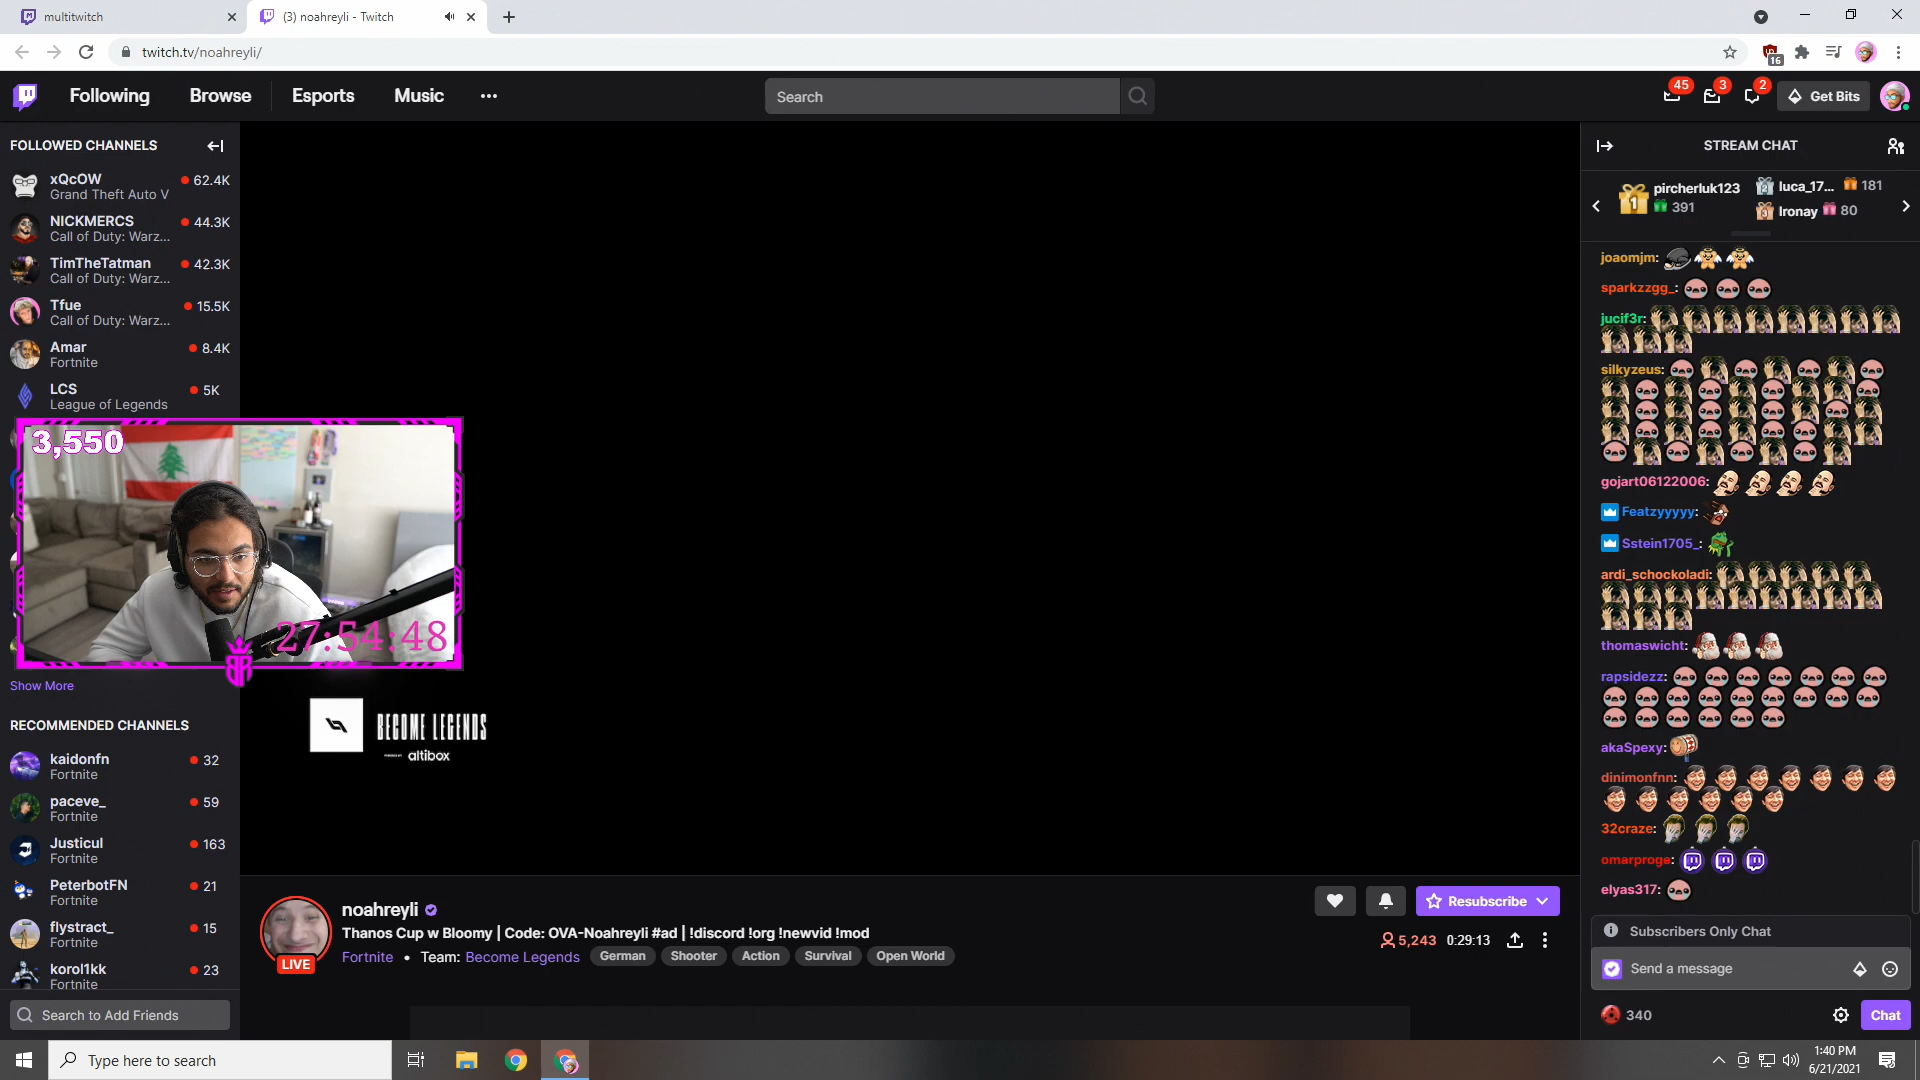 multitwitch
(3) noahreyli - Twitch
twitch.tv/noahreyli/
16
Following
Browse
Esports
Music
Search
45
3
2
Get Bits
FOLLOWED CHANNELS
xQcOW
62.4K
Grand Theft Auto V
NICKMERCS
44.3K
Call of Duty: Warz...
TimTheTatman
42.3K
Call of Duty: Warz...
Tfue
15.5K
Call of Duty: Warz...
Amar
8.4K
Fortnite
LCS
5K
League of Legends
3,550
27:54:48
Show More
RECOMMENDED CHANNELS
kaidonfn
32
Fortnite
paceve_
59
Fortnite
Justicul
163
Fortnite
PeterbotFN
21
Fortnite
flystract_
15
Fortnite
korol1kk
23
Fortnite
Search to Add Friends
BECOME LEGENDS
altibox
noahreyli
LIVE
Thanos Cup w Bloomy | Code: OVA-Noahreyli #ad | !discord !org !newvid !mod
Fortnite • Team: Become Legends
German
Shooter
Action
Survival
Open World
Resubscribe
5,243
0:29:13
STREAM CHAT
1
pircherluk123
391
luca_17...
181
Ironay
80
joaomjm:
sparkzzgg_:
jucif3r:
silkyzeus:
gojart06122006:
Featzyyyyy:
Sstein1705_:
ardi_schockoladi:
thomaswicht:
rapsidezz:
akaSpexy:
dinimonfnn:
32craze:
omarproge:
elyas317:
Subscribers Only Chat
Send a message
340
Chat
Type here to search
1:40 PM
6/21/2021